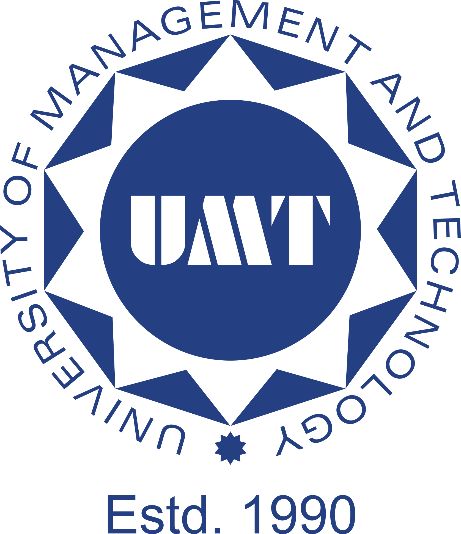 UNIVERSITY OF MANAGEMENT AND TECHNOLOGY
UMT
Estd. 1990